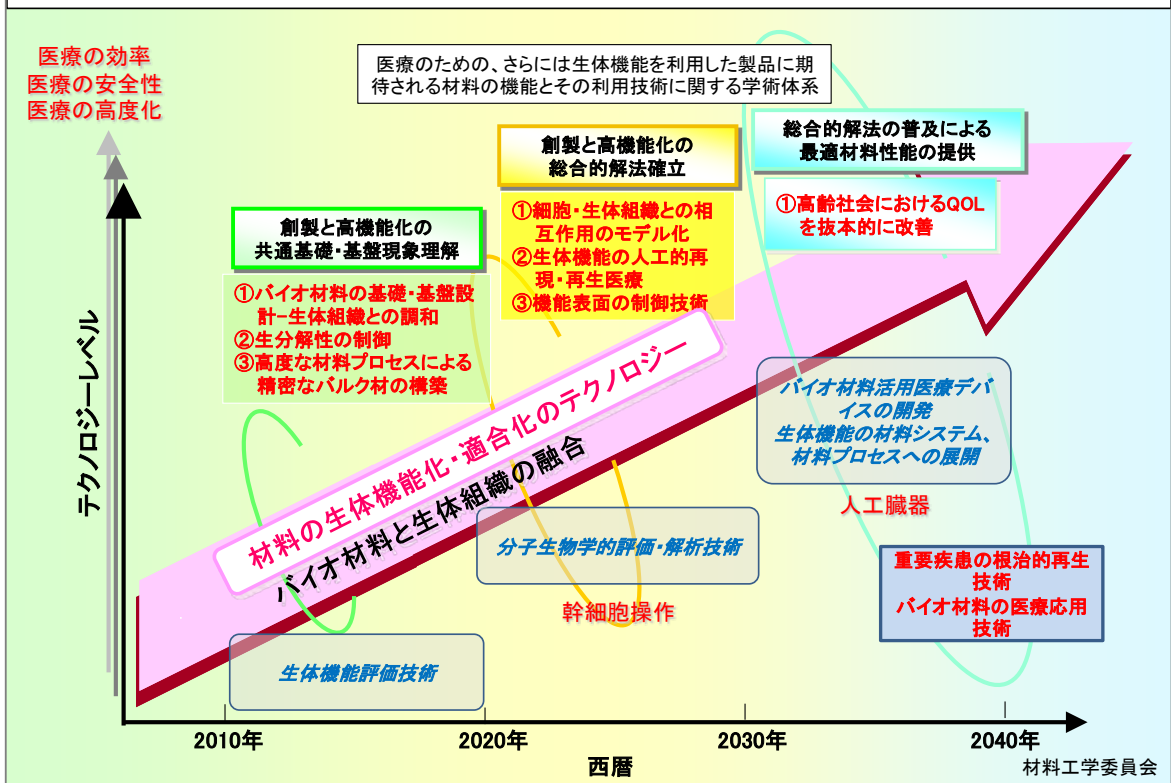 医療の効率
医療の安全性
医療の高度化
医療のための、さらには生体機能を利用した製品に期
待される材料の機能とその利用技術に関する学術体系
創製と高機能化の
共通基礎・基盤現象理解
①バイオ材料の基礎・基盤設
計-生体組織との調和
②生分解性の制御
③高度な材料プロセスによる
精密なバルク材の構築
創製と高機能化の
総合的解法確立
①細胞・生体組織との相
互作用のモデル化
②生体機能の人工的再
現・再生医療
③機能表面の制御技術
総合的解法の普及による
最適材料性能の提供
①高齢社会におけるQOL
を抜本的に改善
テクノロジーレベル
材料の生体機能化・適合化のテクノロジー
バイオ材料と生体組織の融合
バイオ材料活用医療デバ
イスの開発
生体機能の材料システム、
材料プロセスへの展開
人工臓器
分子生物学的評価・解析技術
幹細胞操作
重要疾患の根治的再生
技術
バイオ材料の医療応用
技術
生体機能評価技術
2010年
2020年
2030年
2040年
西暦
材料工学委員会